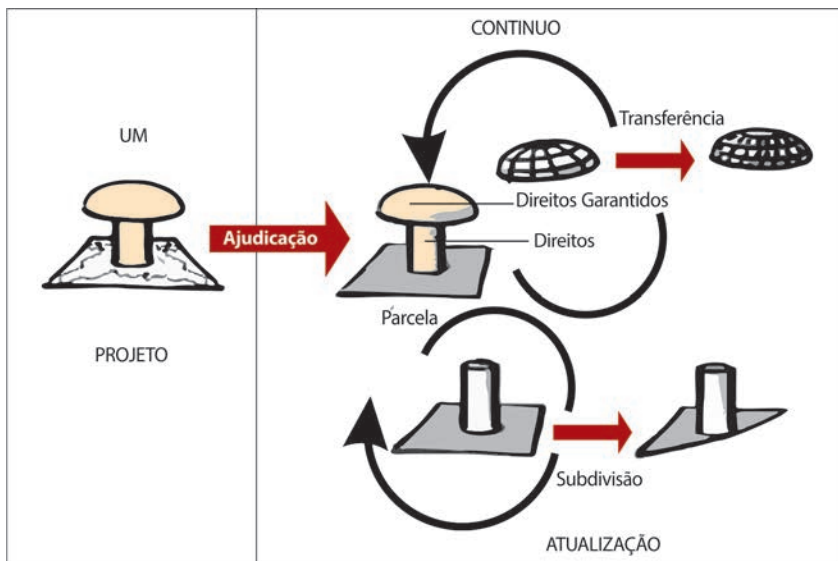 UM
PROJETO
Ajudicação
CONTINUO
Transferência
Direitos Garantidos
Direitos
Parcela
Subdivisão
ATUALIZAÇÃO